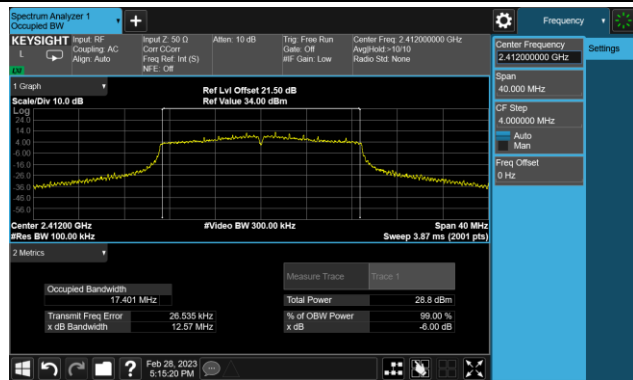 Spectrum Analyzer 1
Occupied BW
Frequency
KEYSIGHT
L
LVI
Input: RF
Coupling: AC
Align: Auto
Input Z: 50 Ω
Corr CCorr
Freq Ref: Int (S)
NFE: Off
Atten: 10 dB
Trig: Free Run
Gate: Off
#IF Gain: Low
Center Freq: 2.412000000 GHz
Avg|Hold:>10/10
Radio Std: None
Center Frequency
2.412000000 GHz
Settings
Span
40.000 MHz
CF Step
4.000000 MHz
Auto
Man
Freq Offset
0 Hz
1 Graph
Scale/Div 10.0 dB
Ref Lvl Offset 21.50 dB
Ref Value 34.00 dBm
Log
24.0
14.0
4.00
-6.00
-16.0
-26.0
-36.0
-46.0
-56.0
Center 2.41200 GHz
#Res BW 100.00 kHz
#Video BW 300.00 kHz
Span 40 MHz
Sweep 3.87 ms (2001 pts)
2 Metrics
Measure Trace
Trace 1
Occupied Bandwidth
17.401 MHz
Total Power
28.8 dBm
Transmit Freq Error
26.535 kHz
% of OBW Power
99.00 %
x dB Bandwidth
12.57 MHz
x dB
-6.00 dB
Feb 28, 2023
5:15:20 PM